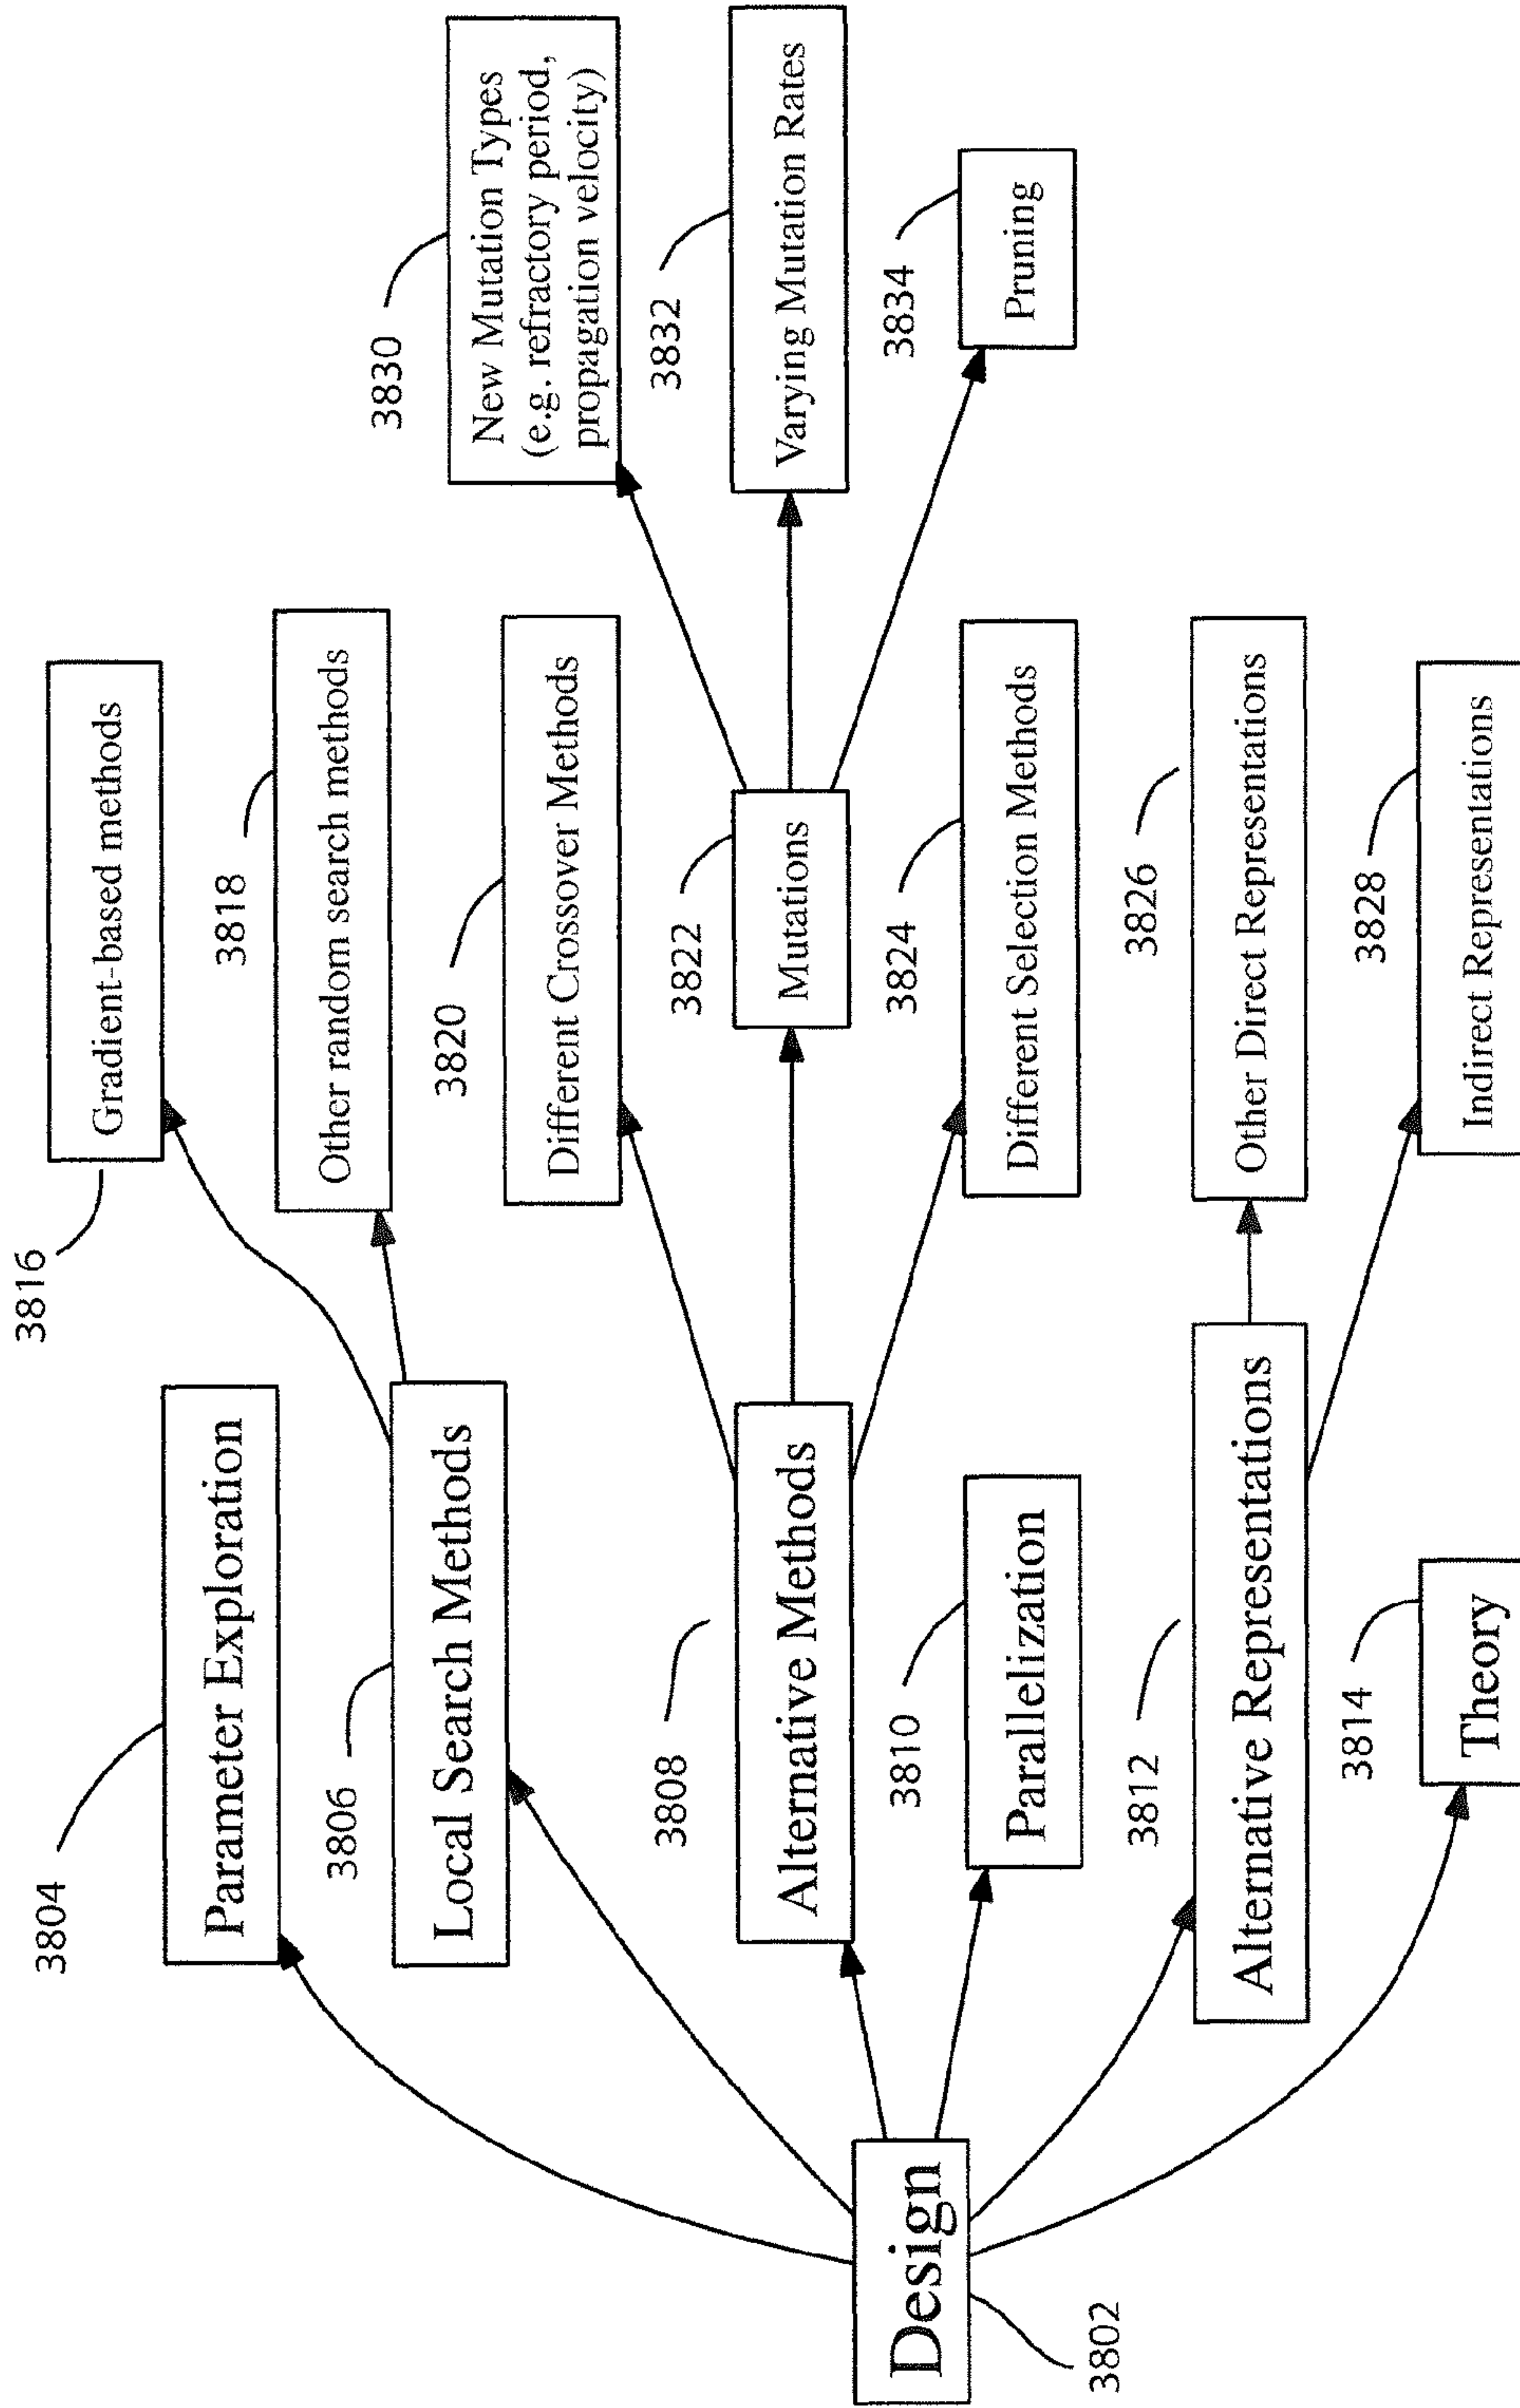 3802
Design
3804
Parameter Exploration
3806
Local Search Methods
3808
Alternative Methods
3810
Parallelization
3812
Alternative Representations
3814
Theory
3816
Gradient-based methods
3818
Other random search methods
3820
Different Crossover Methods
3822
Mutations
3824
Different Selection Methods
3826
Other Direct Representations
3828
Indirect Representations
3830
New Mutation Types
(e.g. refractory period,
propagation velocity)
3832
Varying Mutation Rates
3834
Pruning